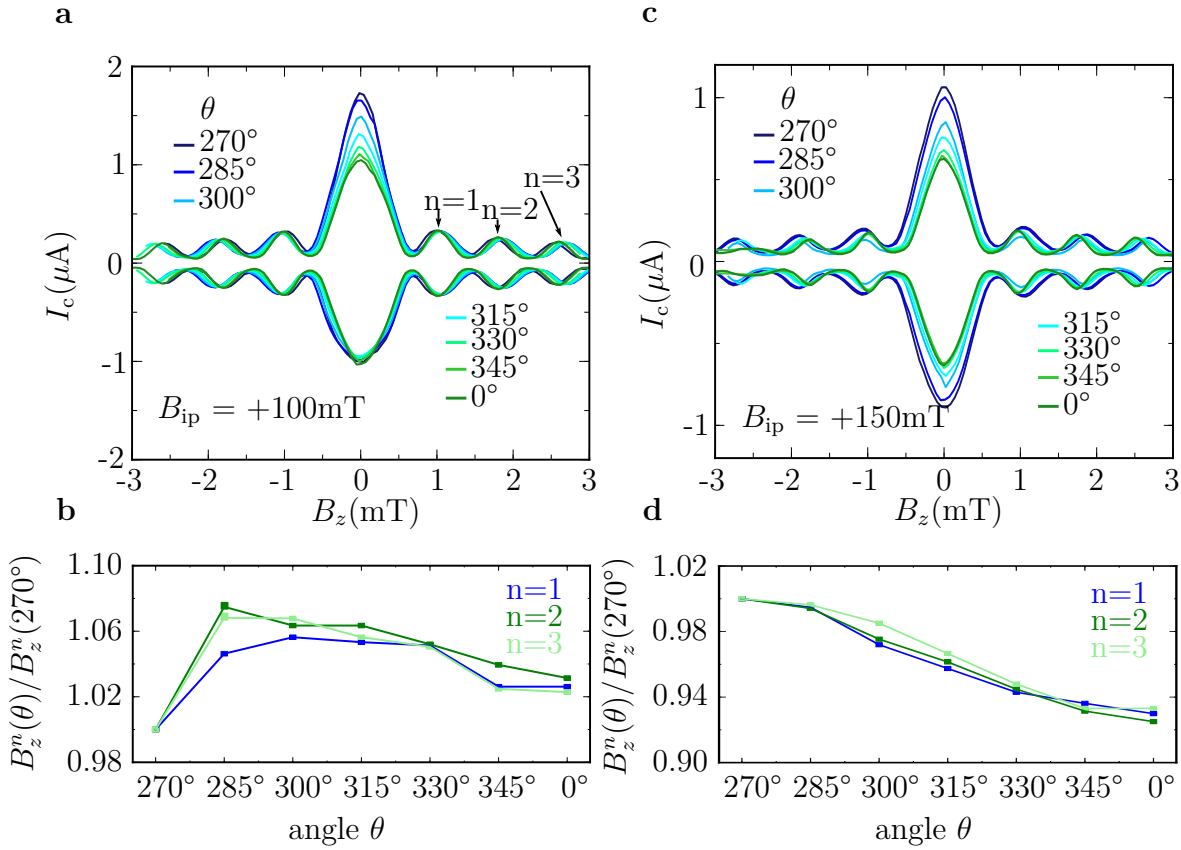 a
2
1
0
-1
-2
I_c(μA)
θ
270°
285°
300°
n=1
n=2
n=3
315°
330°
345°
0°
B_ip = +100mT
-3 -2 -1 0 1 2 3
B_z(mT)
c
1
0
-1
I_c(μA)
θ
270°
285°
300°
315°
330°
345°
0°
B_ip = +150mT
-3 -2 -1 0 1 2 3
B_z(mT)
b
1.10
1.06
1.02
0.98
B_z^n(θ)/B_z^n(270°)
n=1
n=2
n=3
270° 285° 300° 315° 330° 345° 0°
angle θ
d
1.02
0.98
0.94
0.90
B_z^n(θ)/B_z^n(270°)
n=1
n=2
n=3
270° 285° 300° 315° 330° 345° 0°
angle θ